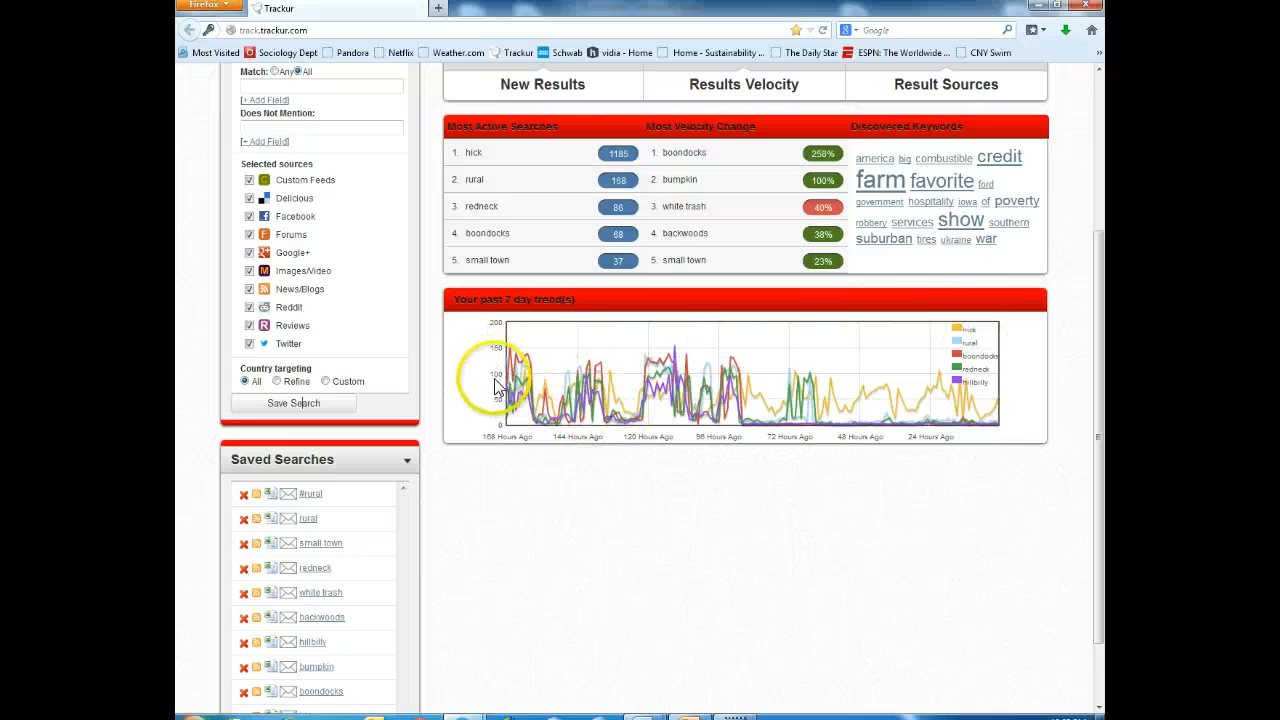 Firefox
Trackur
track.trackur.com
Google
Most Visited Sociology Dept Pandora Netflix Weather.com Trackur Schwab vidia - Home Home - Sustainability ... The Daily Star ESPN: The Worldwide ... CNY Swim
Match: Any All
[+ Add Field]
Does Not Mention:
[+ Add Field]
Selected sources
Custom Feeds
Delicious
Facebook
Forums
Google+
Images/Video
News/Blogs
Reddit
Reviews
Twitter
Country targeting
All Refine Custom
Save Search
Saved Searches
#rural
rural
small town
redneck
white trash
backwoods
hillbilly
bumpkin
boondocks
New Results Results Velocity Result Sources
Most Active Searches Most Velocity Change Discovered Keywords
1. hick 1185 1. boondocks 258%
2. rural 168 2. bumpkin 100%
3. redneck 86 3. white trash 40%
4. boondocks 68 4. backwoods 38%
5. small town 37 5. small town 23%
america big combustible credit
farm favorite ford
government hospitality iowa of poverty
robbery services show southern
suburban tires ukraine war
Your past 7 day trend(s)
200
150
100
50
0
hick
rural
boondocks
redneck
hillbilly
168 Hours Ago 144 Hours Ago 120 Hours Ago 96 Hours Ago 72 Hours Ago 48 Hours Ago 24 Hours Ago